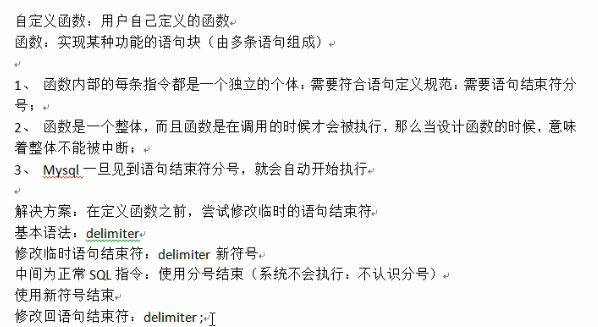 自定义函数：用户自己定义的函数
函数：实现某种功能的语句块（由多条语句组成）
1、 函数内部的每条指令都是一个独立的个体：需要符合语句定义规范：需要语句结束符分
号；
2、 函数是一个整体，而且函数是在调用的时候才会被执行，那么当设计函数的时候，意味
着整体不能被中断；
3、 Mysql 一旦见到语句结束符分号，就会自动开始执行
解决方案：在定义函数之前，尝试修改临时的语句结束符
基本语法：delimiter
修改临时语句结束符：delimiter 新符号
中间为正常 SQL 指令：使用分号结束（系统不会执行：不认识分号）
使用新符号结束
修改回语句结束符：delimiter ;